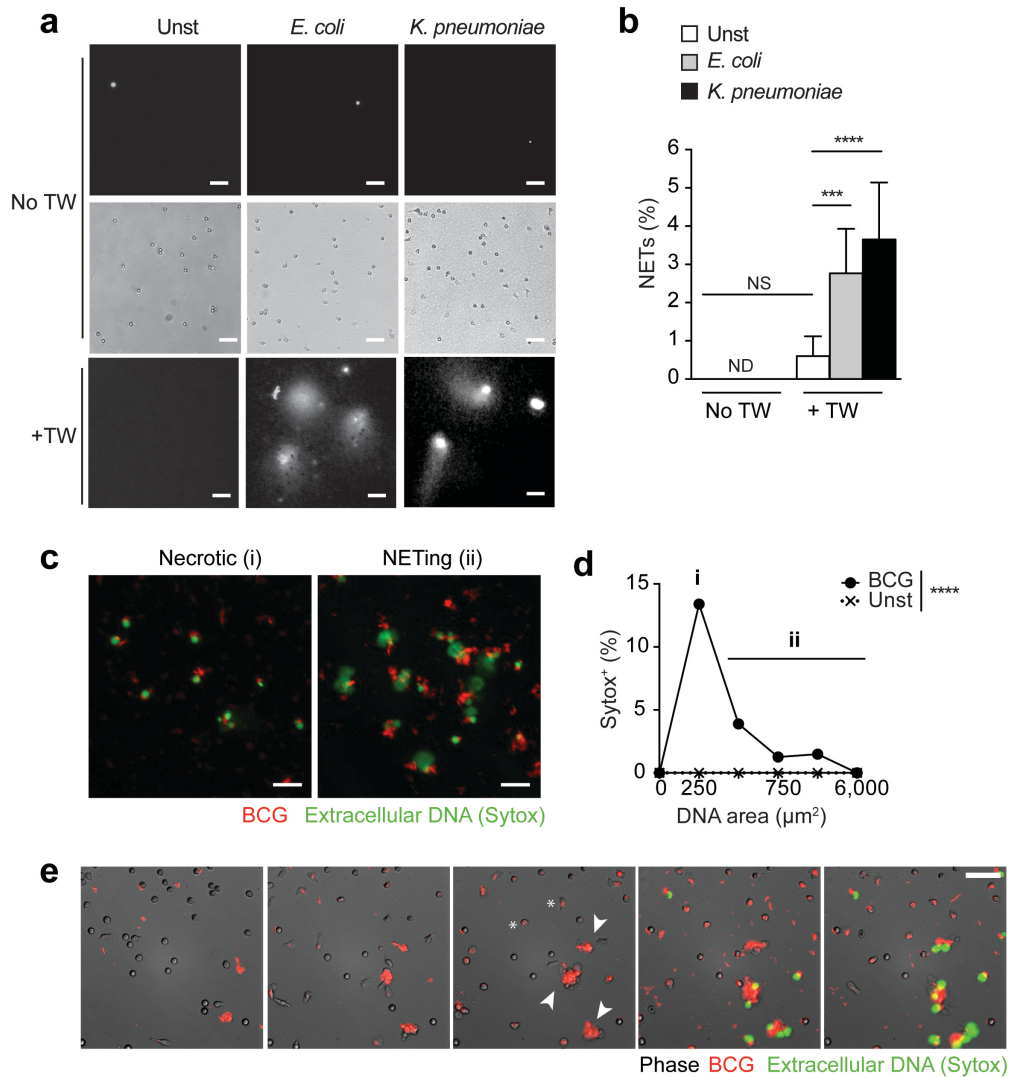 a
Unst
E. coli
K. pneumoniae
No TW
+TW
b
Unst
E. coli
K. pneumoniae
NETs (%)
6
5
4
3
2
1
0
****
***
NS
ND
No TW
+ TW
c
Necrotic (i)
NETing (ii)
BCG Extracellular DNA (Sytox)
d
Sytox⁺ (%)
15
10
5
0
i
ii
BCG
Unst
****
0 250 750 6,000
DNA area (µm²)
e
*
*
Phase BCG Extracellular DNA (Sytox)